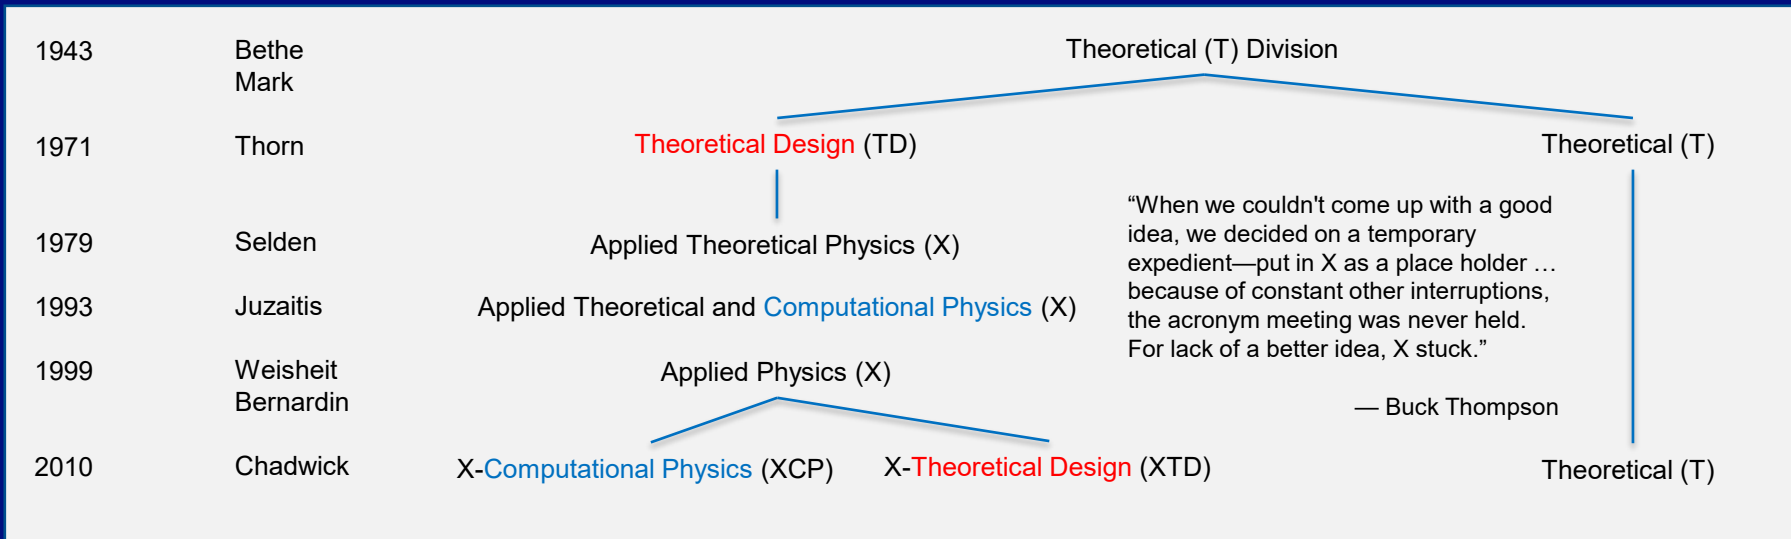 1943
Bethe
Mark
Theoretical (T) Division
1971
Thorn
Theoretical Design (TD)
Theoretical (T)
1979
Selden
Applied Theoretical Physics (X)
“When we couldn't come up with a good
idea, we decided on a temporary
expedient—put in X as a place holder …
because of constant other interruptions,
the acronym meeting was never held.
For lack of a better idea, X stuck.”
— Buck Thompson
1993
Juzaitis
Applied Theoretical and Computational Physics (X)
1999
Weisheit
Bernardin
Applied Physics (X)
2010
Chadwick
X-Computational Physics (XCP)
X-Theoretical Design (XTD)
Theoretical (T)